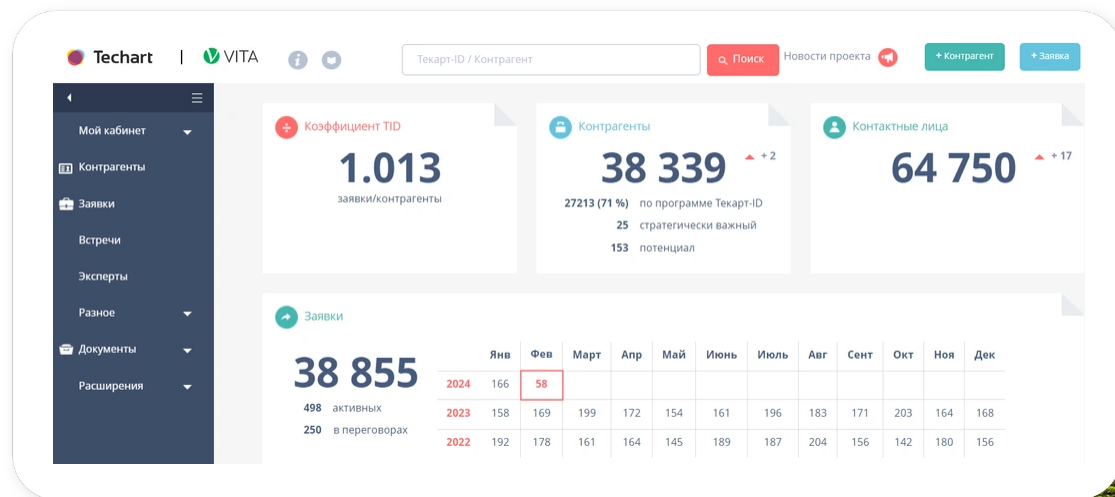 Techart | VITA
Текарт-ID / Контрагент
Поиск
Новости проекта
+ Контрагент
+ Заявка
Мой кабинет
Контрагенты
Заявки
Встречи
Эксперты
Разное
Документы
Расширения
Коэффициент TID
1.013
заявки/контрагенты
Контрагенты
38 339 + 2
27213 (71 %) по программе Текарт-ID
25 стратегически важный
153 потенциал
Контактные лица
64 750 + 17
Заявки
38 855
498 активных
250 в переговорах
Янв Фев Март Апр Май Июнь Июль Авг Сент Окт Ноя Дек
2024 166 58
2023 158 169 199 172 154 161 196 183 171 203 164 168
2022 192 178 161 164 145 189 187 204 156 142 180 156